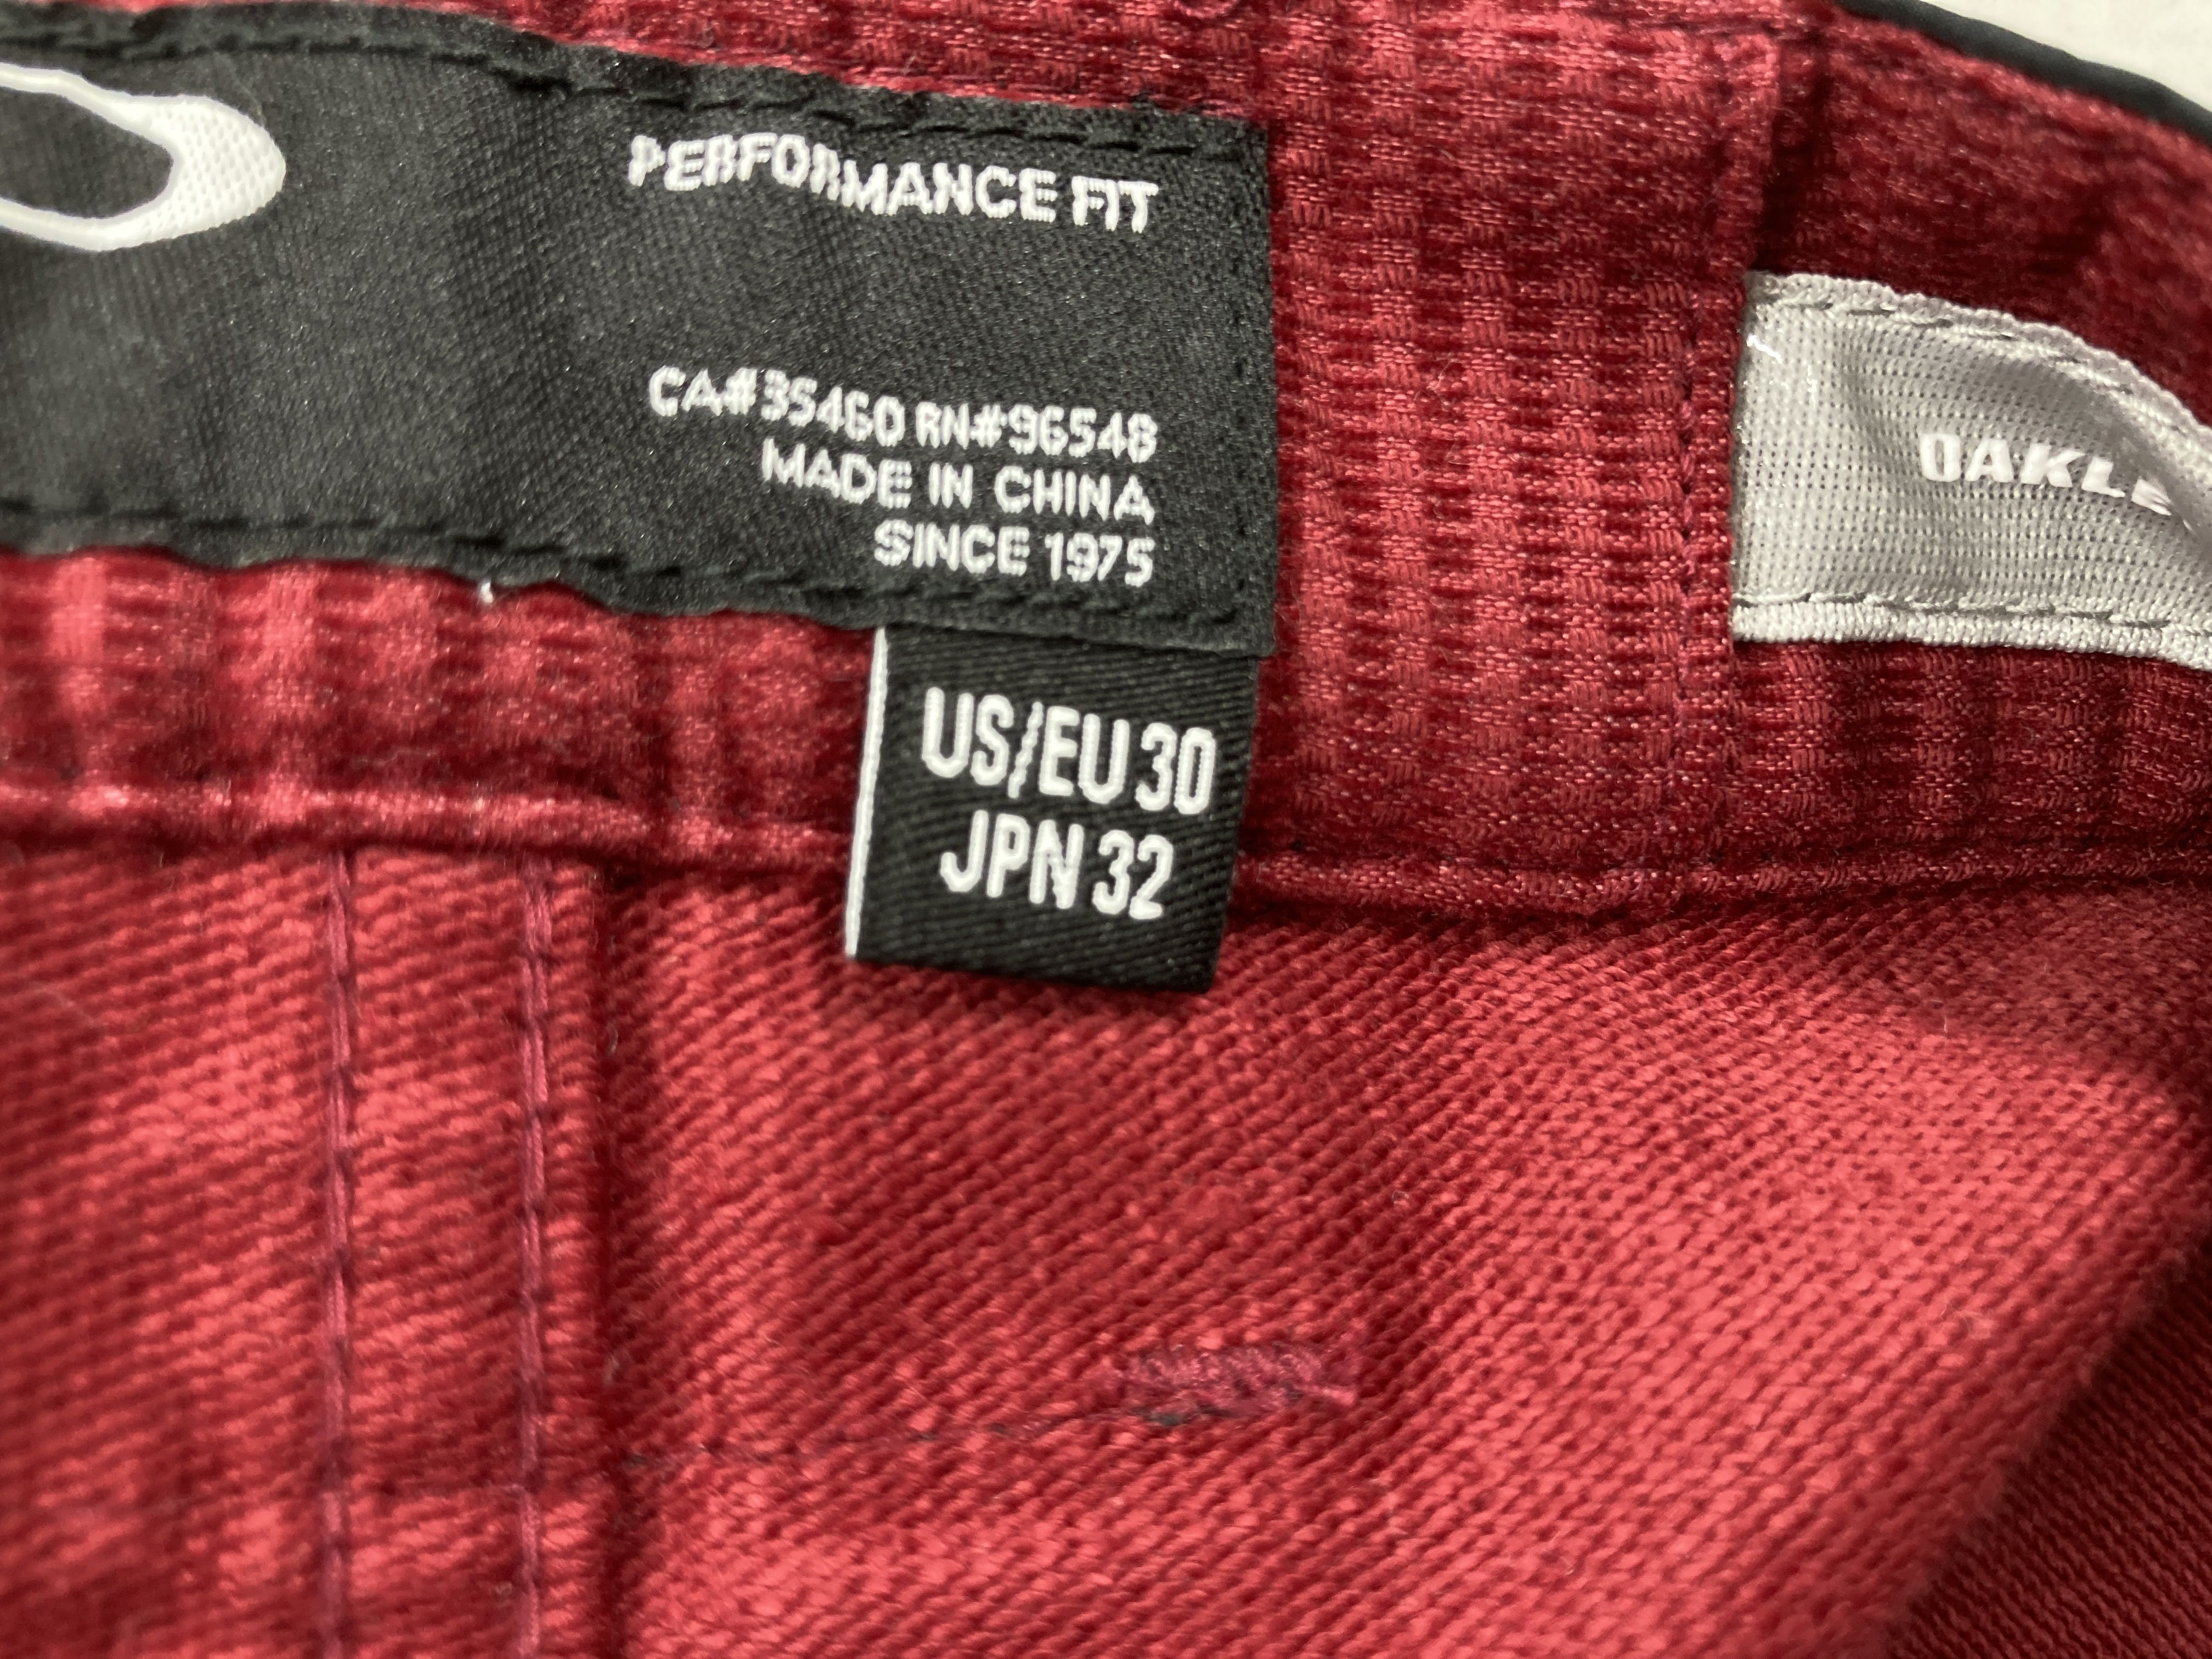 PERFORMANCE FIT
CA#35460 RN#96548
MADE IN CHINA
SINCE 1975
US/EU 30
JPN 32
OAKLE